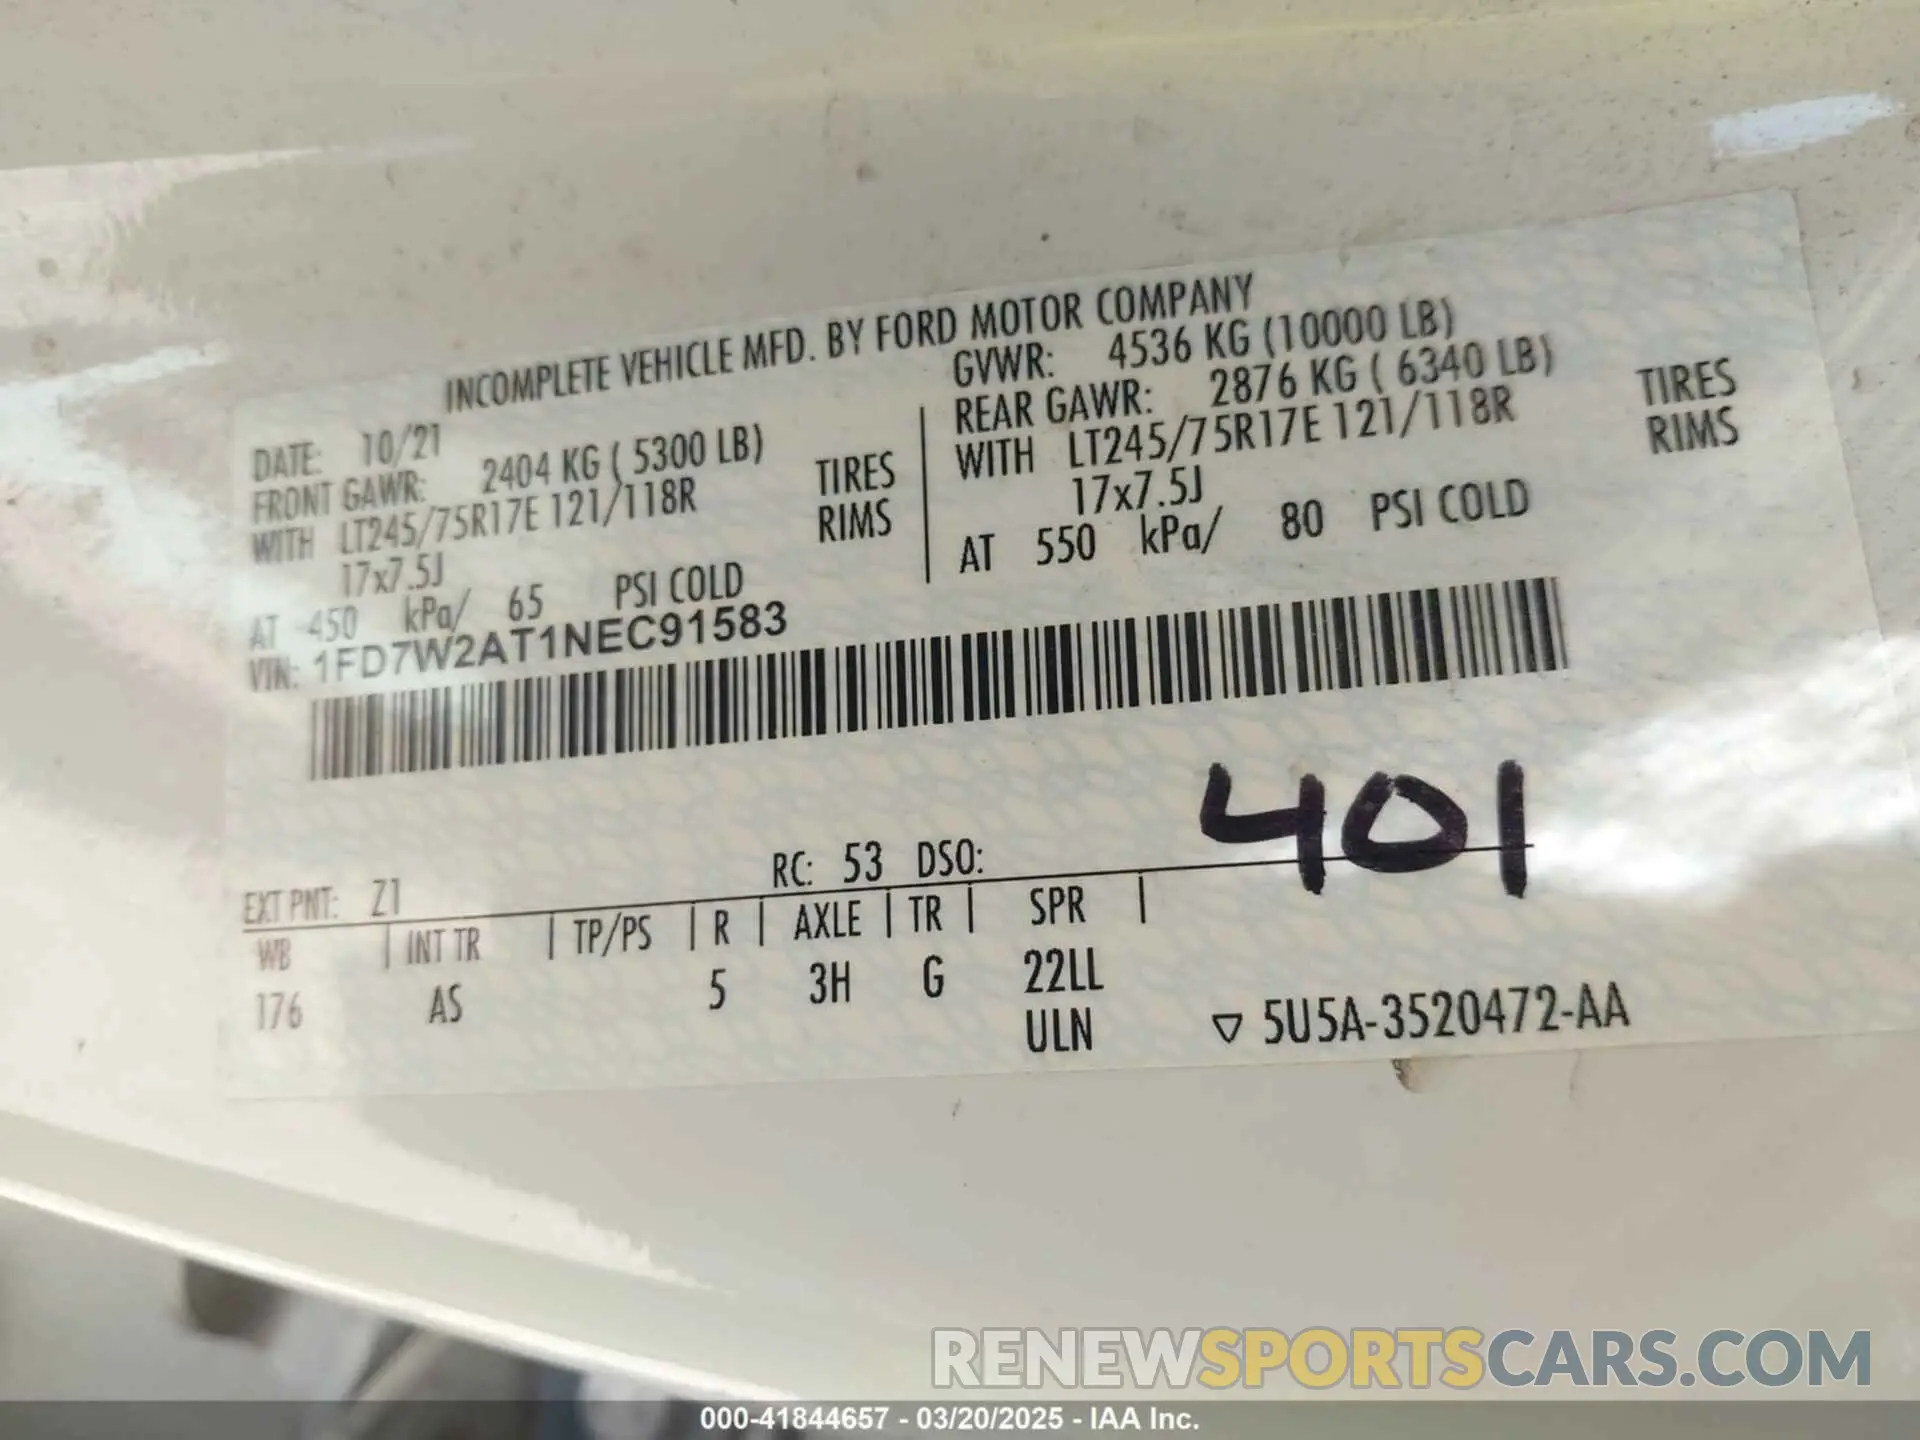 INCOMPLETE VEHICLE MFD. BY FORD MOTOR COMPANY
DATE: 10/21
FRONT GAWR: 2404 KG ( 5300 LB)
WITH LT245/75R17E 121/118R TIRES
17x7.5J RIMS
AT 450 kPa/ 65 PSI COLD
GVWR: 4536 KG (10000 LB)
REAR GAWR: 2876 KG ( 6340 LB)
WITH LT245/75R17E 121/118R TIRES
17x7.5J RIMS
AT 550 kPa/ 80 PSI COLD
VIN: 1FD7W2AT1NEC91583
401
EXT PNT: Z1 RC: 53 DSO:
WB | INT TR | TP/PS | R | AXLE | TR | SPR |
176 AS 5 3H G 22LL
ULN
▽ 5U5A-3520472-AA
RENEWSPORTSCARS.COM
000-41844657 - 03/20/2025 - IAA Inc.